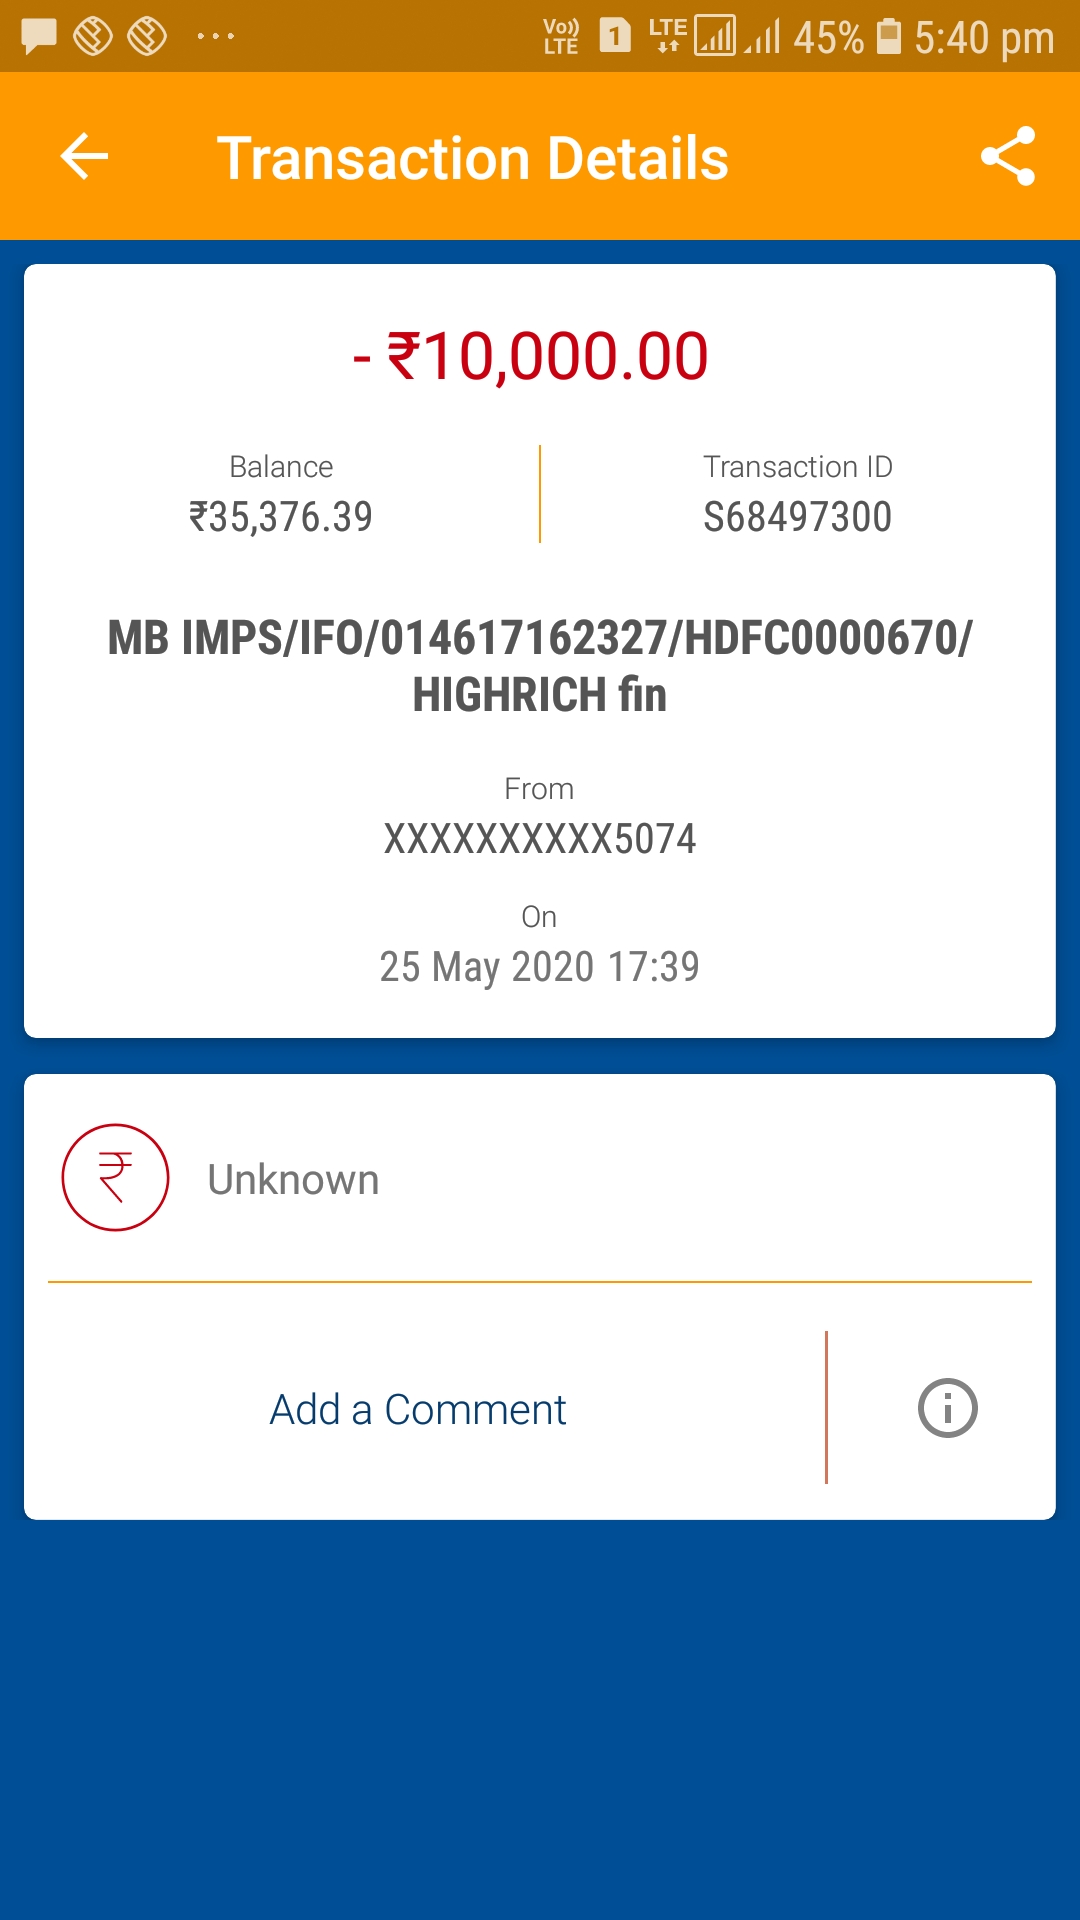 Vo)) LTE 1 LTE 45% 5:40 pm
Transaction Details
- ₹10,000.00
Balance
₹35,376.39
Transaction ID
S68497300
MB IMPS/IFO/014617162327/HDFC0000670/
HIGHRICH fin
From
XXXXXXXXXX5074
On
25 May 2020 17:39
Unknown
Add a Comment